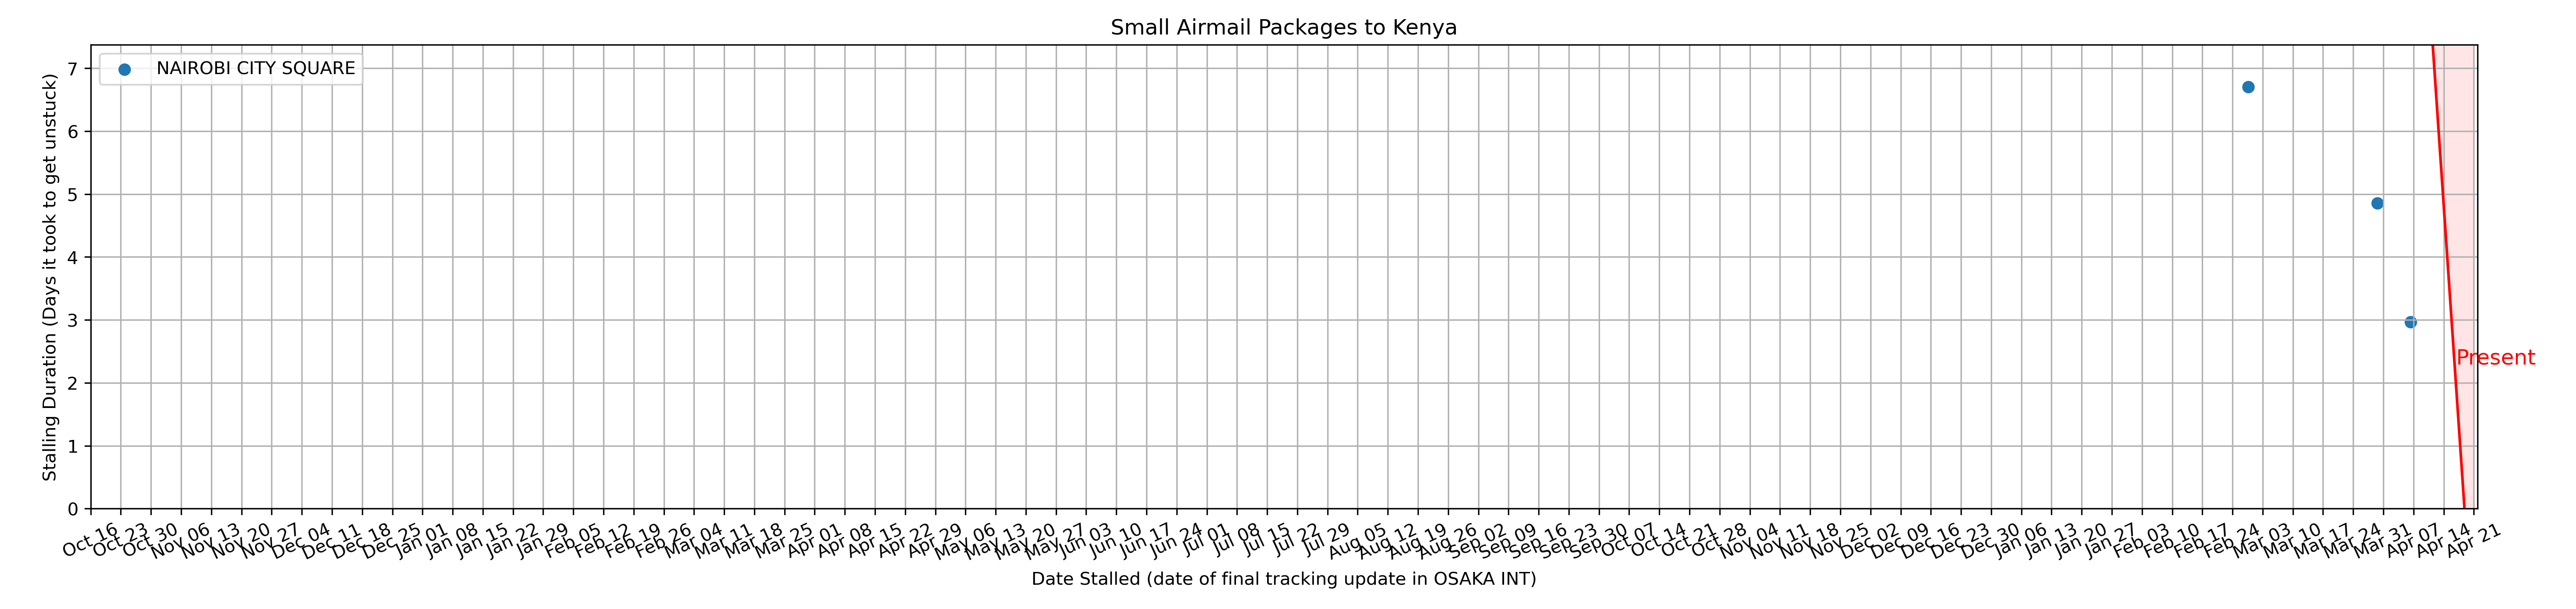 Small Airmail Packages to Kenya
NAIROBI CITY SQUARE
Stalling Duration (Days it took to get unstuck)
7
6
5
4
3
2
1
0
Present
Oct 16 Oct 23 Oct 30 Nov 06 Nov 13 Nov 20 Nov 27 Dec 04 Dec 11 Dec 18 Dec 25 Jan 01 Jan 08 Jan 15 Jan 22 Jan 29 Feb 05 Feb 12 Feb 19 Feb 26 Mar 04 Mar 11 Mar 18 Mar 25 Apr 01 Apr 08 Apr 15 Apr 22 Apr 29 May 06 May 13 May 20 May 27 Jun 03 Jun 10 Jun 17 Jun 24 Jul 01 Jul 08 Jul 15 Jul 22 Jul 29 Aug 05 Aug 12 Aug 19 Aug 26 Sep 02 Sep 09 Sep 16 Sep 23 Sep 30 Oct 07 Oct 14 Oct 21 Oct 28 Nov 04 Nov 11 Nov 18 Nov 25 Dec 02 Dec 09 Dec 16 Dec 23 Dec 30 Jan 06 Jan 13 Jan 20 Jan 27 Feb 03 Feb 10 Feb 17 Feb 24 Mar 03 Mar 10 Mar 17 Mar 24 Mar 31 Apr 07 Apr 14 Apr 21
Date Stalled (date of final tracking update in OSAKA INT)